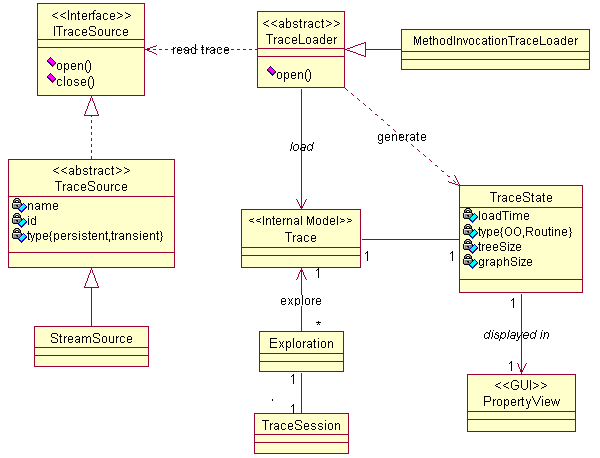 <<Interface>>
ITraceSource
open()
close()
read trace
<<abstract>>
TraceLoader
open()
MethodInvocationTraceLoader
load
generate
<<abstract>>
TraceSource
name
id
type{persistent,transient}
<<Internal Model>>
Trace
TraceState
loadTime
type{OO,Routine}
treeSize
graphSize
1
1
1
1
explore
*
displayed in
1
StreamSource
Exploration
1
1
TraceSession
<<GUI>>
PropertyView